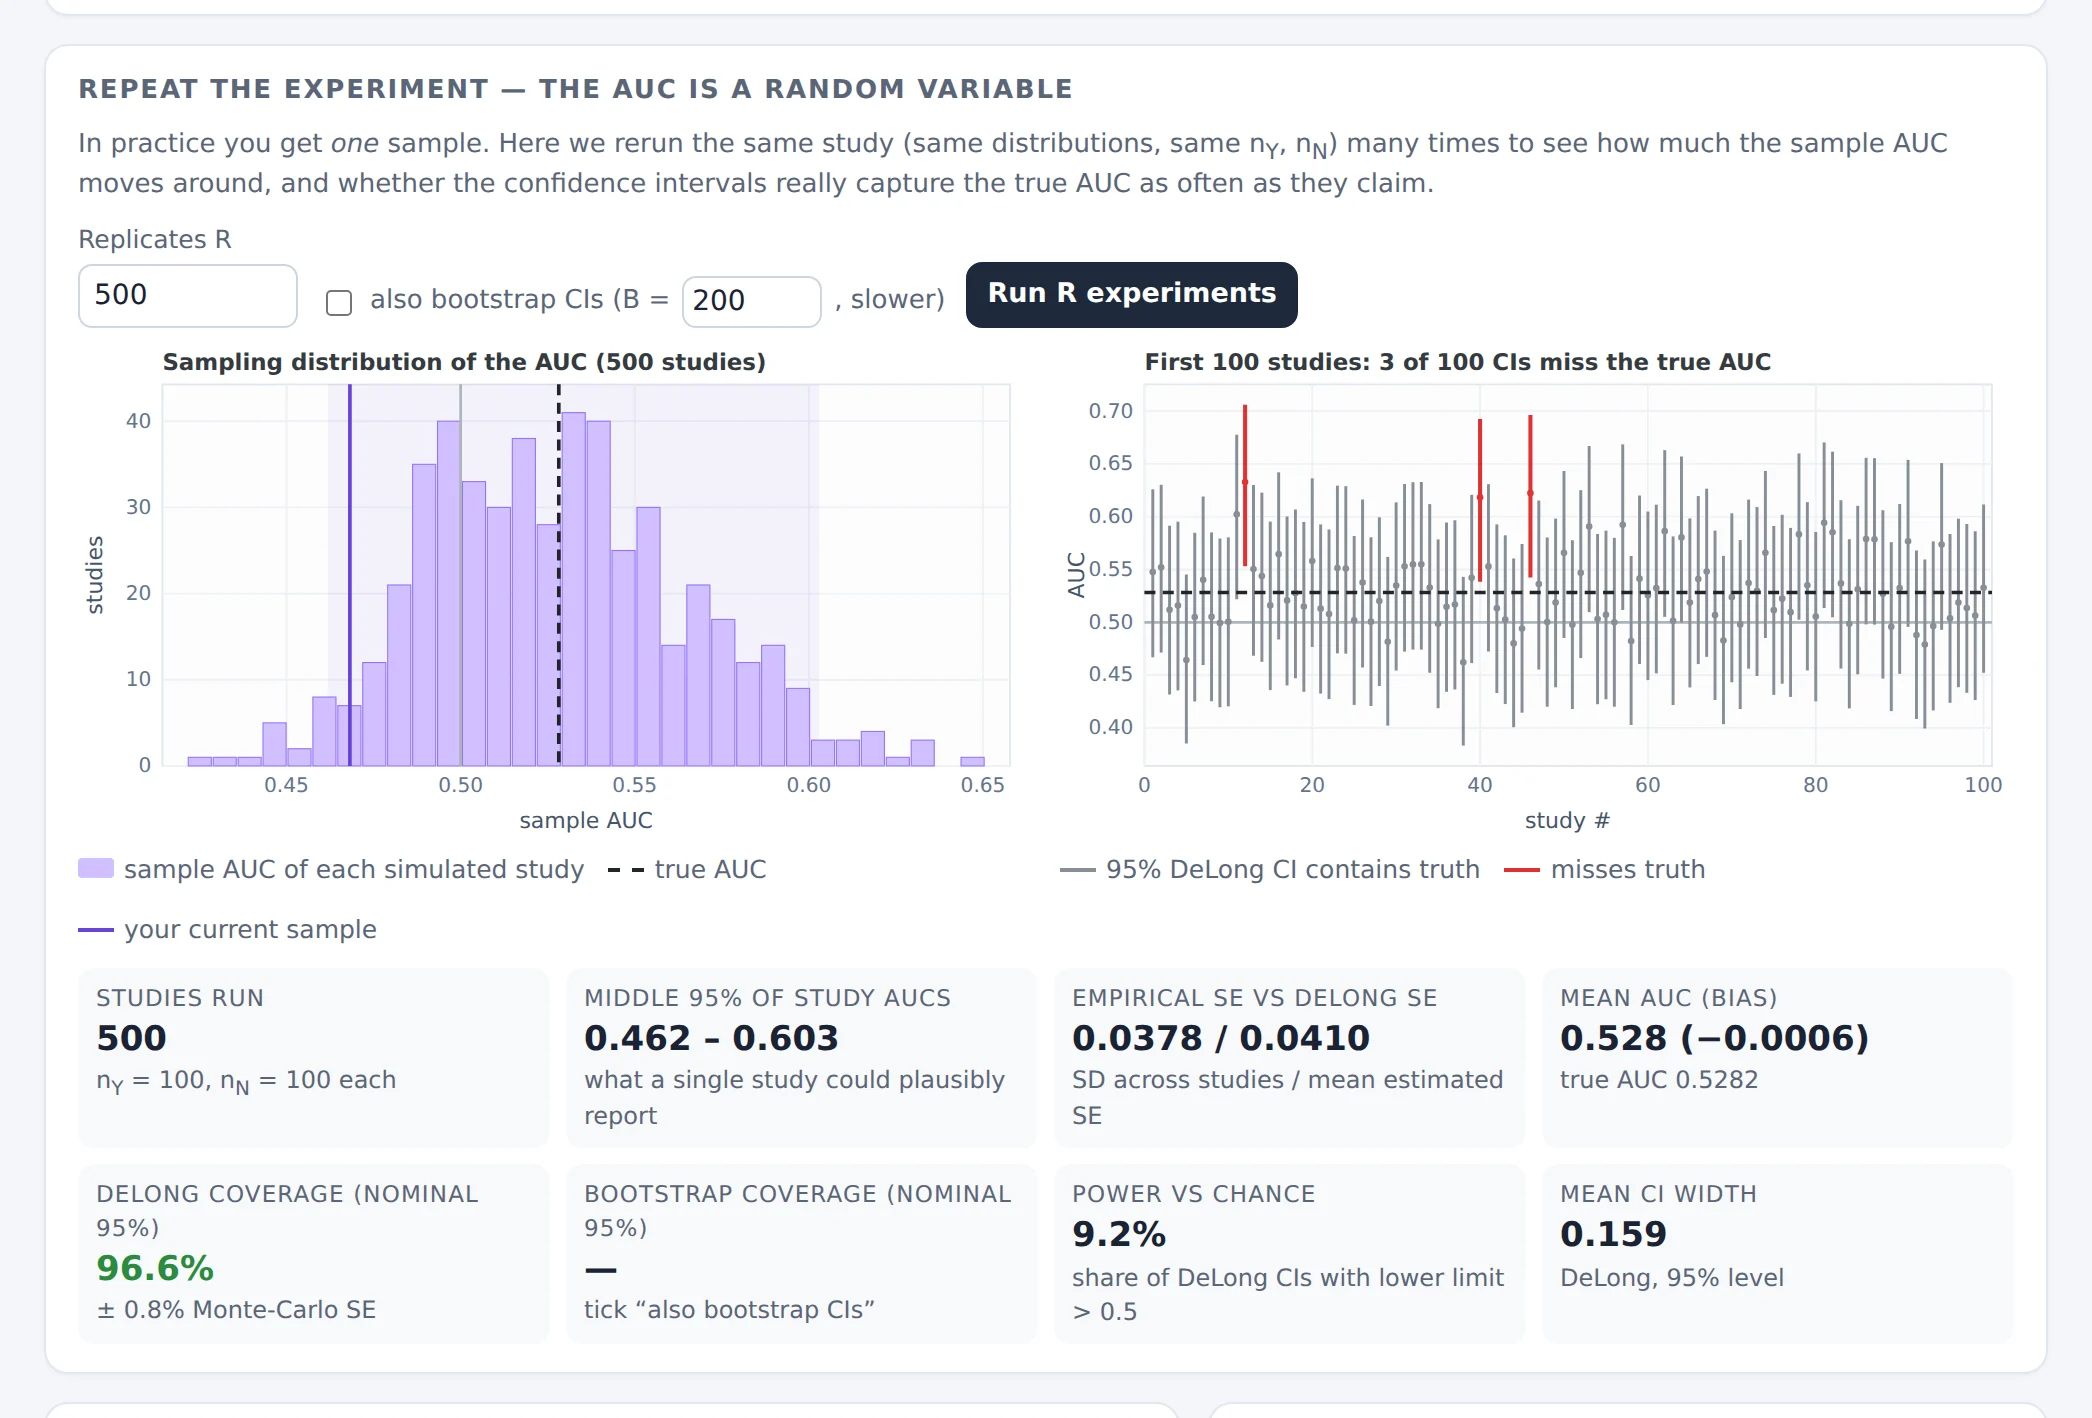 REPEAT THE EXPERIMENT — THE AUC IS A RANDOM VARIABLE
In practice you get one sample. Here we rerun the same study (same distributions, same nY, nN) many times to see how much the sample AUC
moves around, and whether the confidence intervals really capture the true AUC as often as they claim.
Replicates R
500
also bootstrap CIs (B = 200 , slower)
Run R experiments
Sampling distribution of the AUC (500 studies)
40
30
20
10
0
studies
0.45 0.50 0.55 0.60 0.65
sample AUC
sample AUC of each simulated study
true AUC
your current sample
First 100 studies: 3 of 100 CIs miss the true AUC
0.70
0.65
0.60
0.55
0.50
0.45
0.40
AUC
0 20 40 60 80 100
study #
95% DeLong CI contains truth
misses truth
STUDIES RUN
500
nY = 100, nN = 100 each
MIDDLE 95% OF STUDY AUCS
0.462 – 0.603
what a single study could plausibly
report
EMPIRICAL SE VS DELONG SE
0.0378 / 0.0410
SD across studies / mean estimated
SE
MEAN AUC (BIAS)
0.528 (−0.0006)
true AUC 0.5282
DELONG COVERAGE (NOMINAL
95%)
96.6%
± 0.8% Monte-Carlo SE
BOOTSTRAP COVERAGE (NOMINAL
95%)
—
tick “also bootstrap CIs”
POWER VS CHANCE
9.2%
share of DeLong CIs with lower limit
> 0.5
MEAN CI WIDTH
0.159
DeLong, 95% level